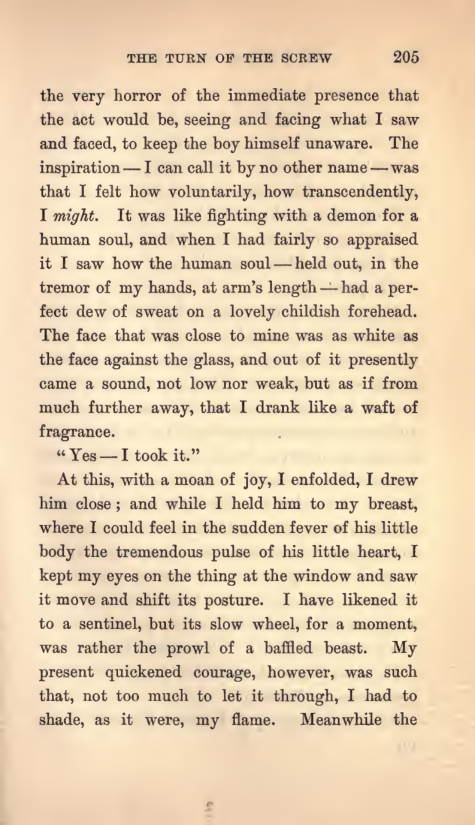 THE TURN OF THE SCREW 205
the very horror of the immediate presence that
the act would be, seeing and facing what I saw
and faced, to keep the boy himself unaware. The
inspiration — I can call it by no other name — was
that I felt how voluntarily, how transcendently,
I might. It was like fighting with a demon for a
human soul, and when I had fairly so appraised
it I saw how the human soul — held out, in the
tremor of my hands, at arm's length — had a per-
fect dew of sweat on a lovely childish forehead.
The face that was close to mine was as white as
the face against the glass, and out of it presently
came a sound, not low nor weak, but as if from
much further away, that I drank like a waft of
fragrance.
"Yes — I took it."
At this, with a moan of joy, I enfolded, I drew
him close; and while I held him to my breast,
where I could feel in the sudden fever of his little
body the tremendous pulse of his little heart, I
kept my eyes on the thing at the window and saw
it move and shift its posture. I have likened it
to a sentinel, but its slow wheel, for a moment,
was rather the prowl of a baffled beast. My
present quickened courage, however, was such
that, not too much to let it through, I had to
shade, as it were, my flame. Meanwhile the